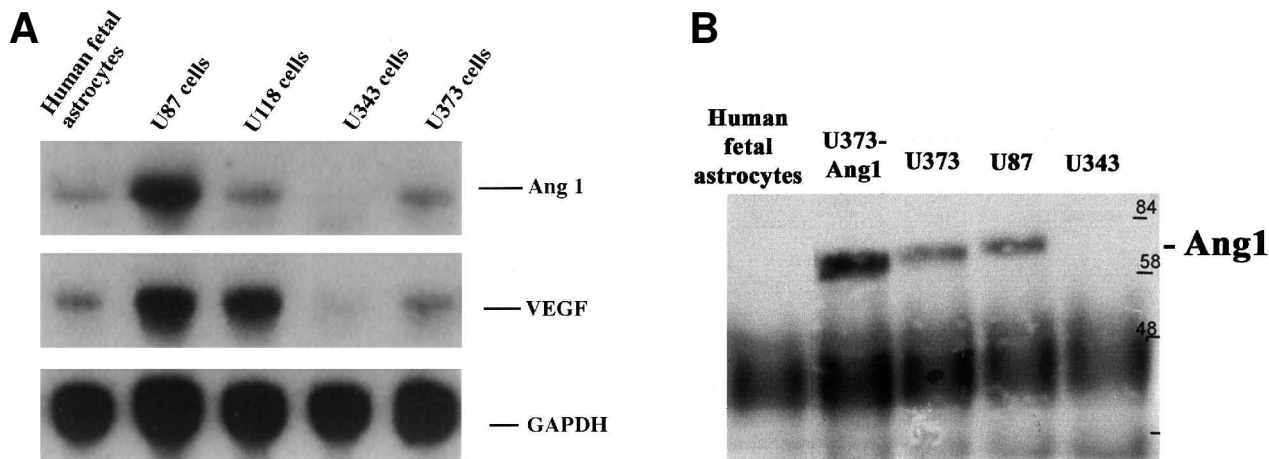 A
Human fetal
astrocytes
U87 cells
U118 cells
U343 cells
U373 cells
Ang 1
VEGF
GAPDH
B
Human
fetal
astrocytes
U373-
Ang1
U373
U87
U343
84
- Ang1
58
48